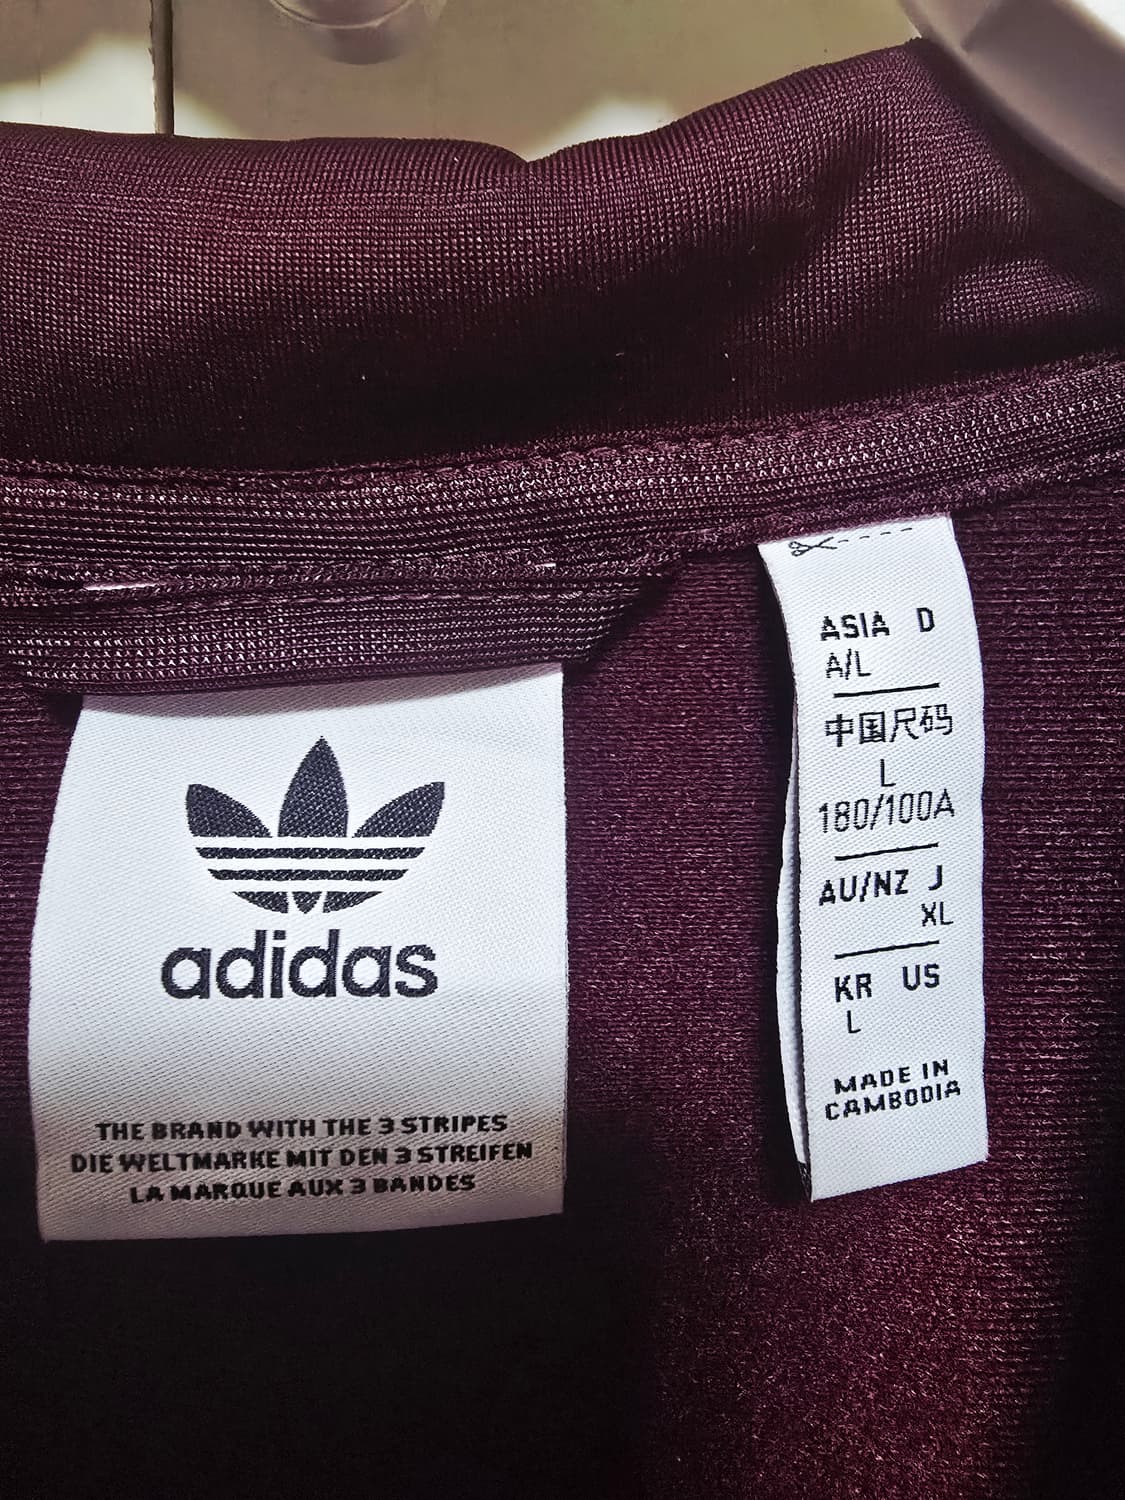 adidas
THE BRAND WITH THE 3 STRIPES
DIE WELTMARKE MIT DEN 3 STREIFEN
LA MARQUE AUX 3 BANDES
ASIA D
A/L
中国尺码
L
180/100A
AU/NZ J
XL
KR US
L
MADE IN
CAMBODIA